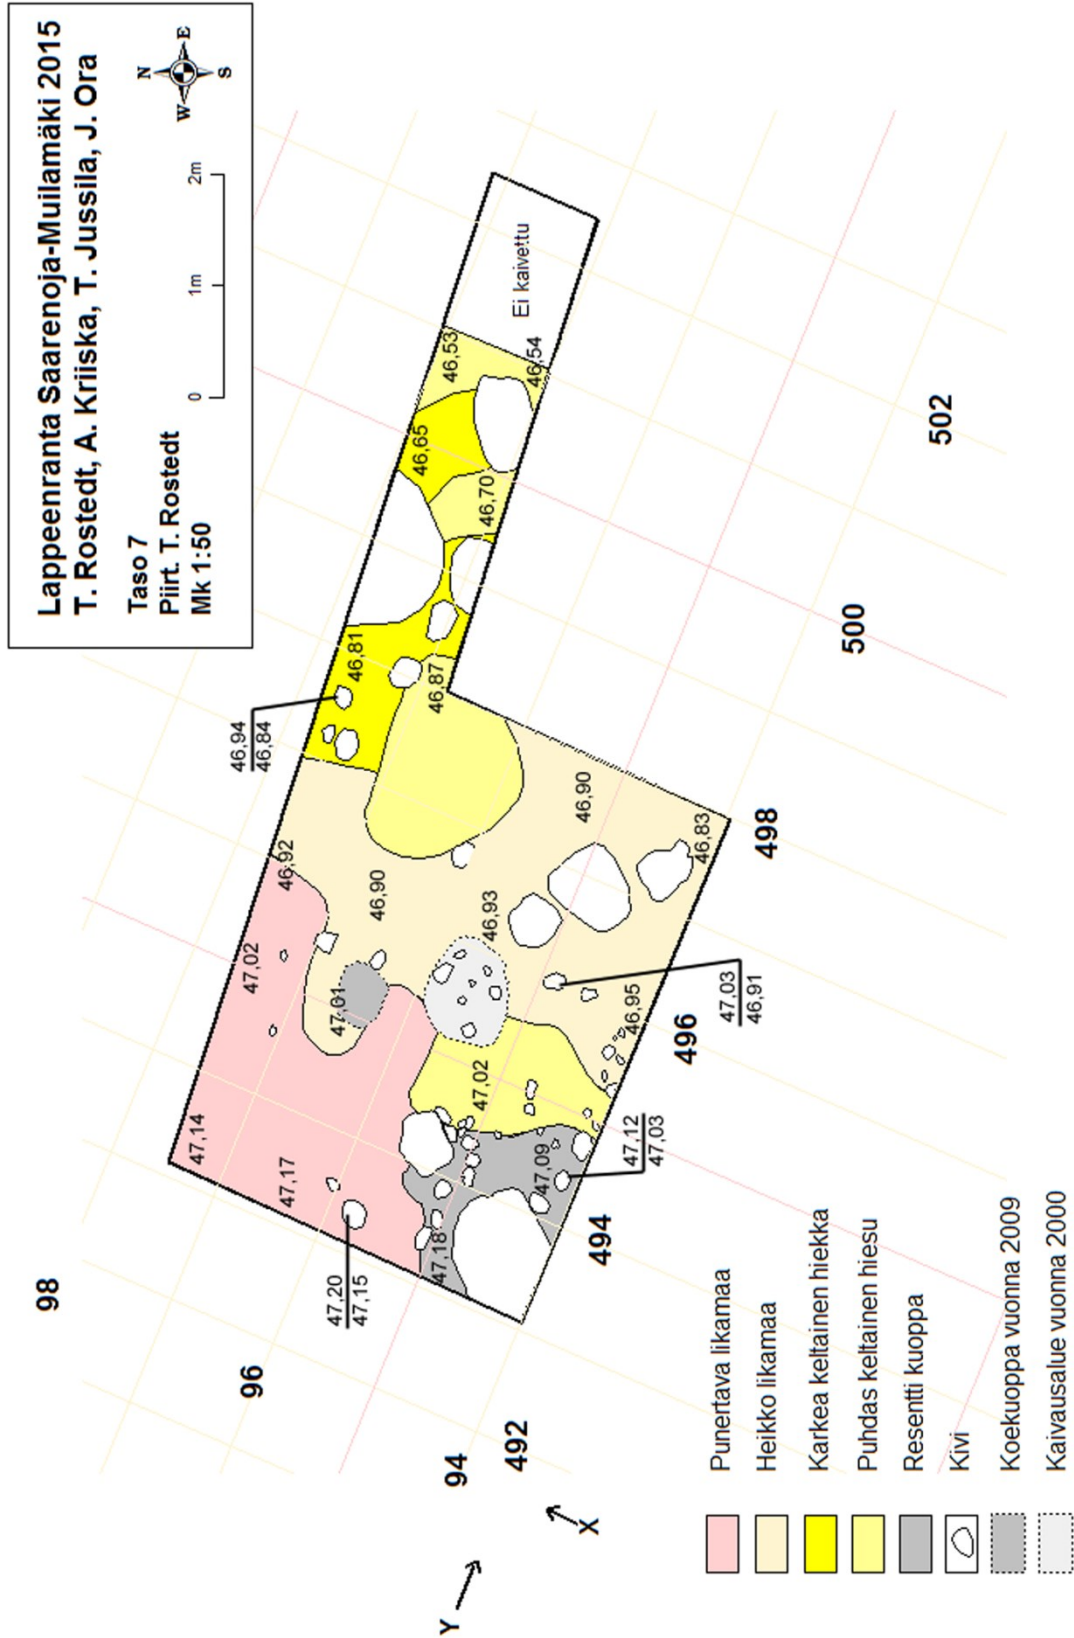 Lappeenranta Saarenoja-Muilamäki 2015
T. Rostedt, A. Kriiska, T. Jussila, J. Ora
Taso 7
Piirt. T. Rostedt
Mk 1:50
0 1m 2m
N
E
S
W
Ei kaivettu
46,53
46,54
46,65
46,70
46,81
46,87
46,94
46,84
46,92
46,90
46,90
46,83
46,93
47,02
47,01
47,03
46,91
46,95
47,02
47,14
47,17
47,12
47,03
47,09
47,18
47,20
47,15
98
96
94
492
494
496
498
500
502
Y
X
Punertava likamaa
Heikko likamaa
Karkea keltainen hiekka
Puhdas keltainen hiesu
Resentti kuoppa
Kivi
Koekuoppa vuonna 2009
Kaivausalue vuonna 2000